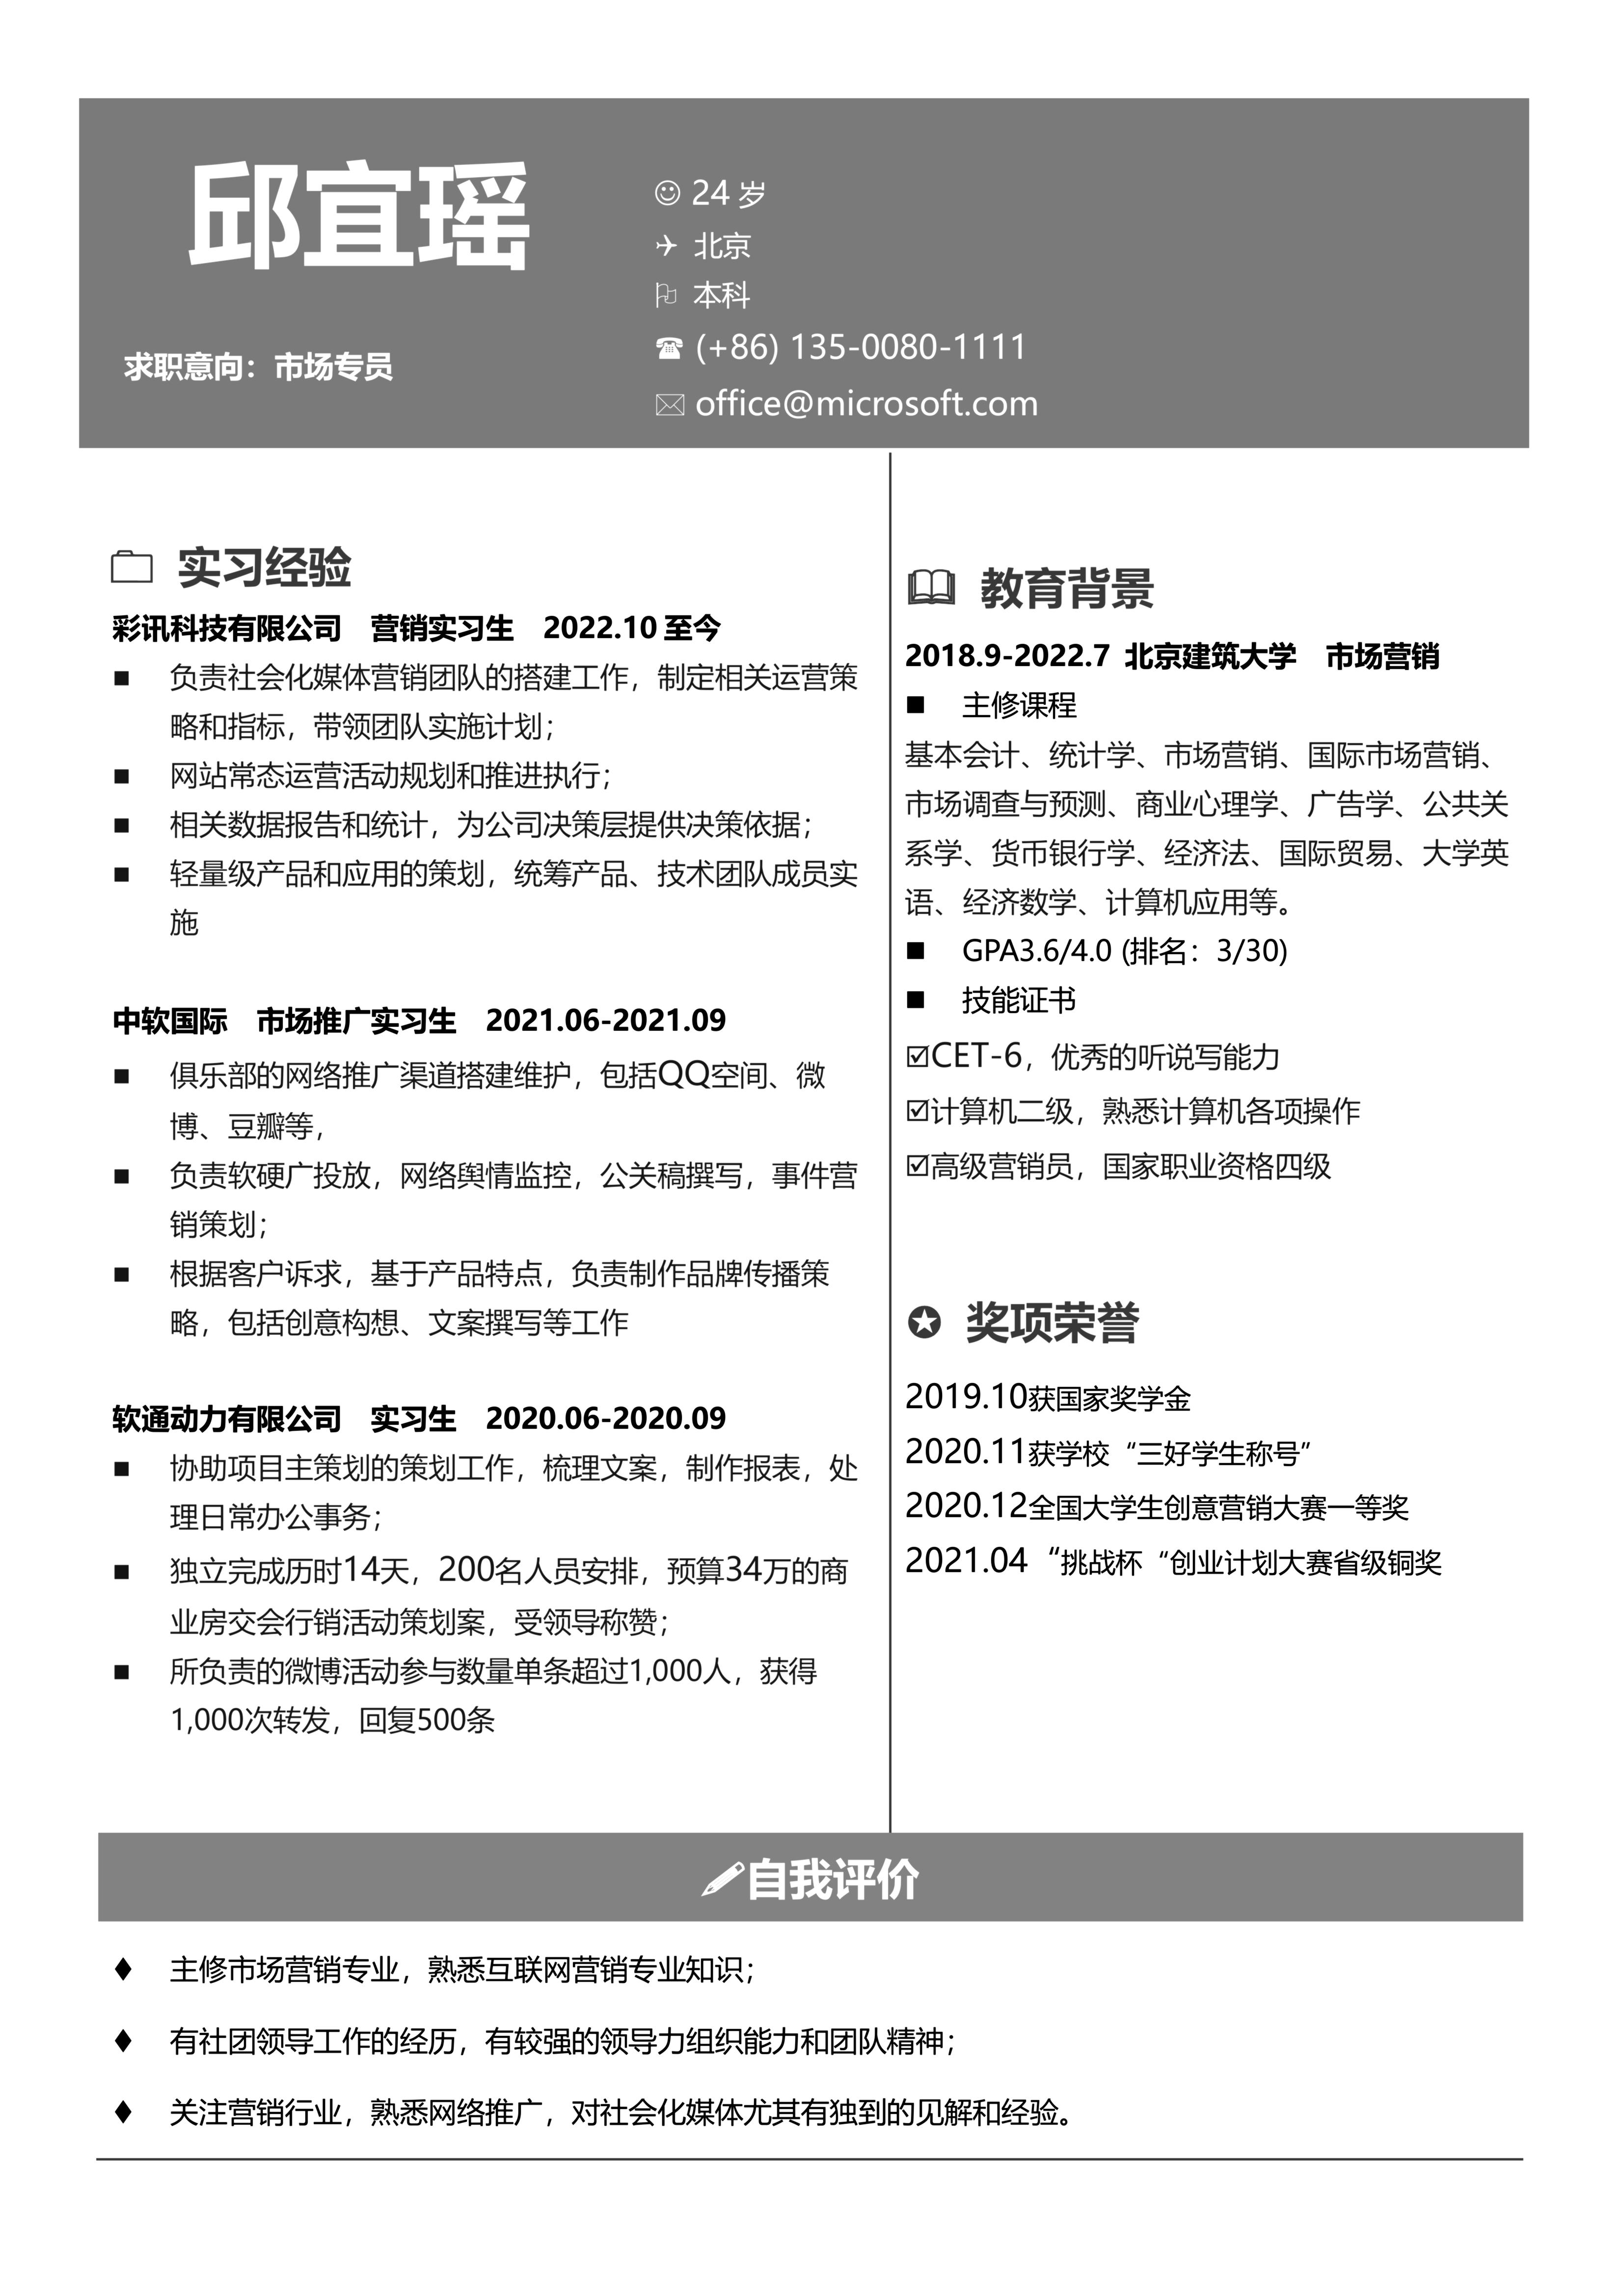 邱宜瑶
求职意向：市场专员
☺ 24 岁
✈ 北京
本科
☎ (+86) 135-0080-1111
✉ office@microsoft.com
实习经验
彩讯科技有限公司 营销实习生 2022.10 至今
■ 负责社会化媒体营销团队的搭建工作，制定相关运营策
略和指标，带领团队实施计划；
■ 网站常态运营活动规划和推进执行；
■ 相关数据报告和统计，为公司决策层提供决策依据；
■ 轻量级产品和应用的策划，统筹产品、技术团队成员实
施
中软国际 市场推广实习生 2021.06-2021.09
■ 俱乐部的网络推广渠道搭建维护，包括QQ空间、微
博、豆瓣等，
■ 负责软硬广投放，网络舆情监控，公关稿撰写，事件营
销策划；
■ 根据客户诉求，基于产品特点，负责制作品牌传播策
略，包括创意构想、文案撰写等工作
软通动力有限公司 实习生 2020.06-2020.09
■ 协助项目主策划的策划工作，梳理文案，制作报表，处
理日常办公事务；
■ 独立完成历时14天，200名人员安排，预算34万的商
业房交会行销活动策划案，受领导称赞；
■ 所负责的微博活动参与数量单条超过1,000人，获得
1,000次转发，回复500条
教育背景
2018.9-2022.7 北京建筑大学 市场营销
■ 主修课程
基本会计、统计学、市场营销、国际市场营销、
市场调查与预测、商业心理学、广告学、公共关
系学、货币银行学、经济法、国际贸易、大学英
语、经济数学、计算机应用等。
■ GPA3.6/4.0 (排名：3/30)
■ 技能证书
☑CET-6，优秀的听说写能力
☑计算机二级，熟悉计算机各项操作
☑高级营销员，国家职业资格四级
奖项荣誉
2019.10获国家奖学金
2020.11获学校“三好学生称号”
2020.12全国大学生创意营销大赛一等奖
2021.04“挑战杯“创业计划大赛省级铜奖
自我评价
♦ 主修市场营销专业，熟悉互联网营销专业知识；
♦ 有社团领导工作的经历，有较强的领导力组织能力和团队精神；
♦ 关注营销行业，熟悉网络推广，对社会化媒体尤其有独到的见解和经验。